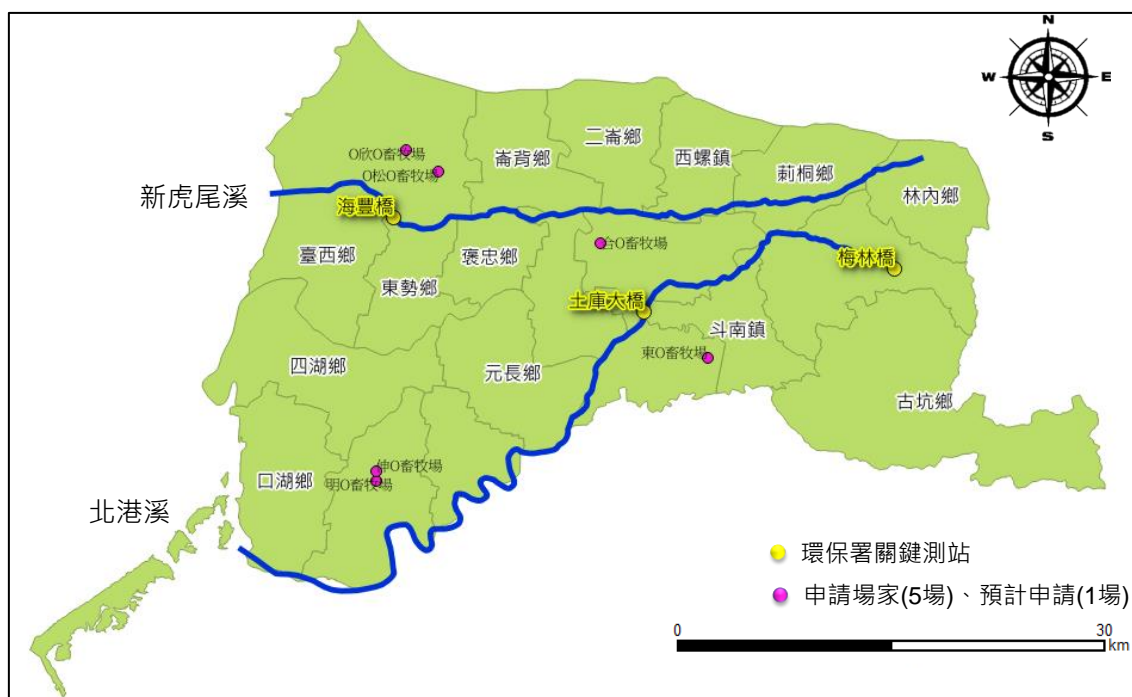 N
W E
S
二崙鄉
崙背鄉
西螺鎮
O欣O畜牧場
O松O畜牧場
莿桐鄉
林內鄉
新虎尾溪
海豐橋
台O畜牧場
臺西鄉
褒忠鄉
東勢鄉
梅林橋
土庫大橋
斗南鎮
東O畜牧場
四湖鄉
元長鄉
古坑鄉
伸O畜牧場
口湖鄉
明O畜牧場
北港溪
環保署關鍵測站
申請場家(5場)、預計申請(1場)
0 30
km